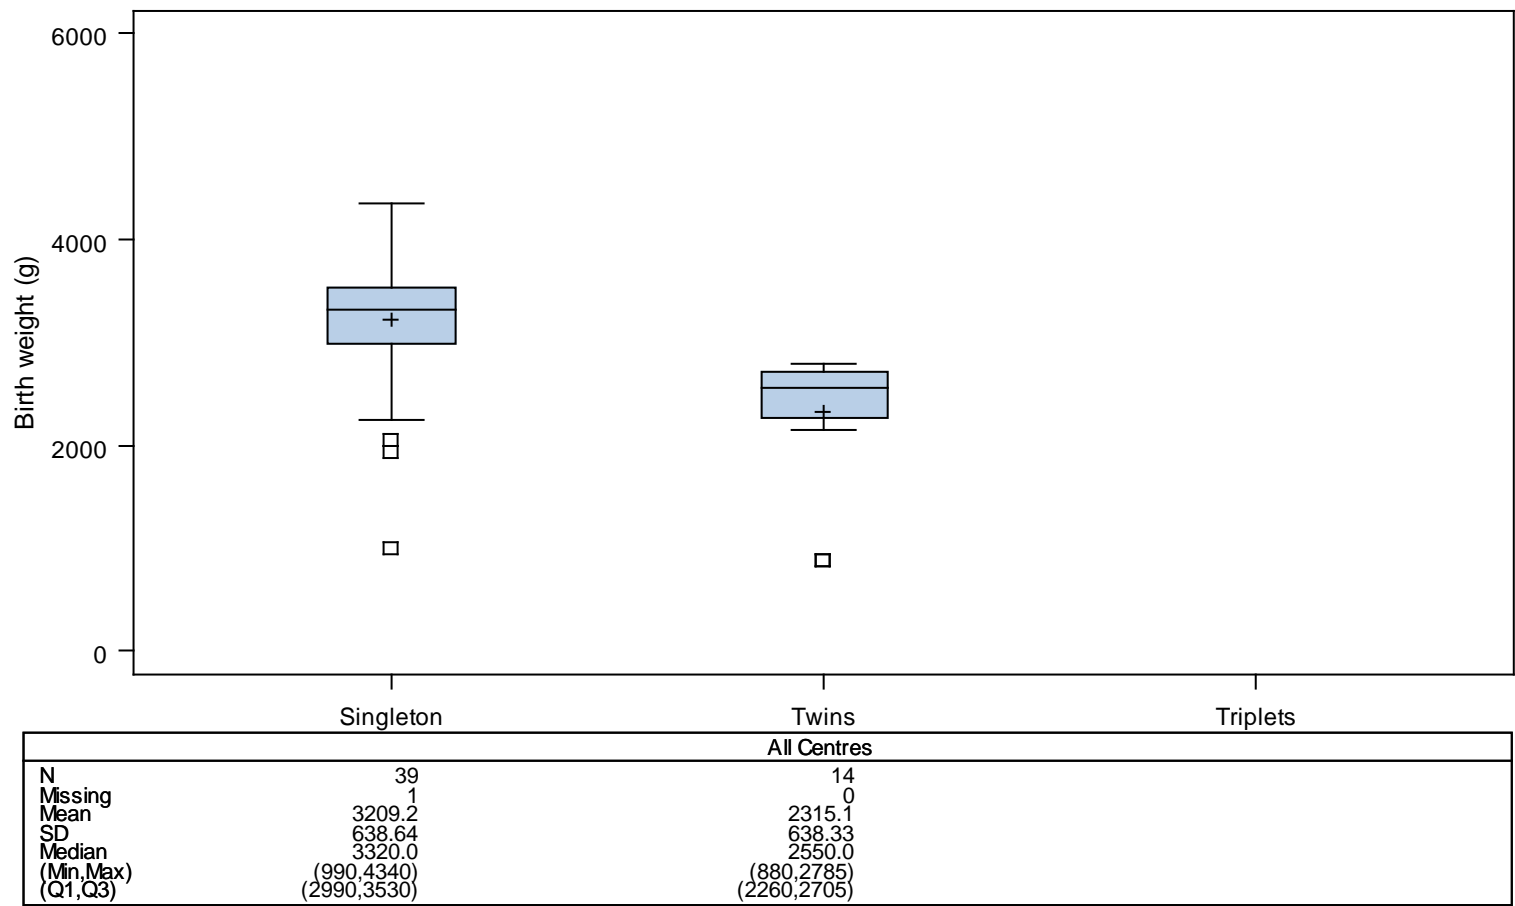 6000
4000
2000
0
Birth weight (g)
Singleton Twins Triplets
All Centres
N 39 14
Missing 1 0
Mean 3209.2 2315.1
SD 638.64 638.33
Median 3320.0 2550.0
(Min,Max) (990,4340) (880,2785)
(Q1,Q3) (2990,3530) (2260,2705)